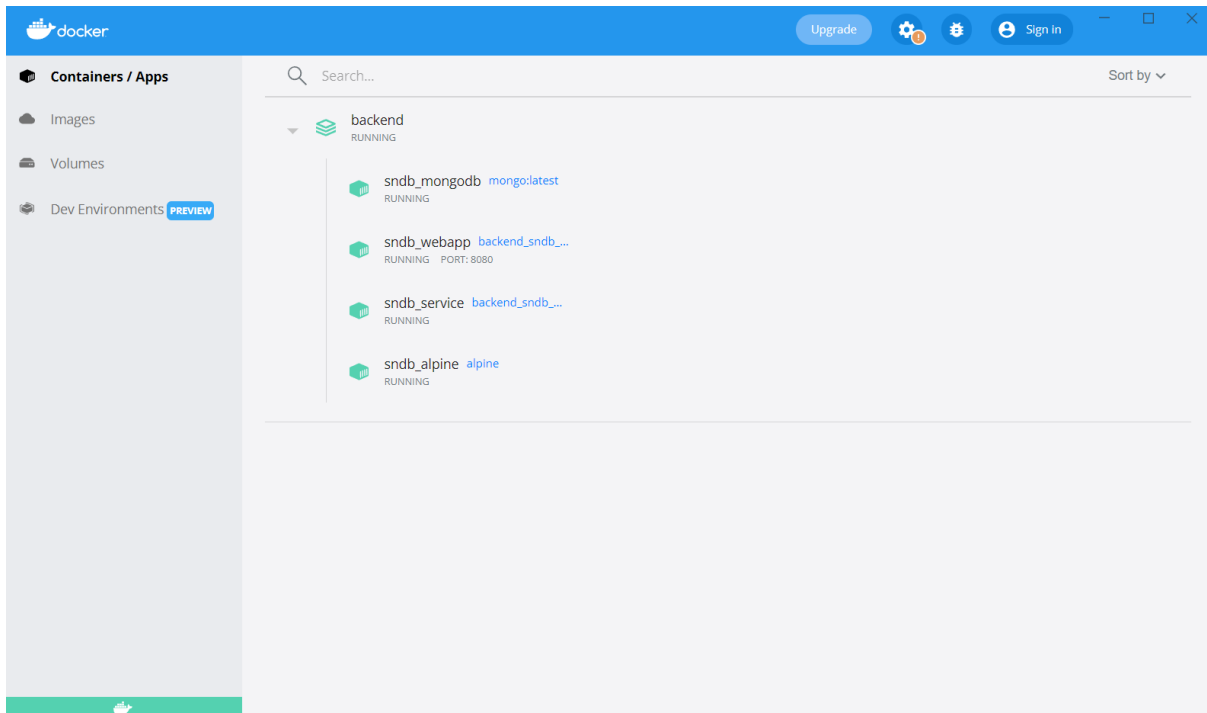 docker
Upgrade
!
Sign in
Containers / Apps
Images
Volumes
Dev Environments PREVIEW
Search...
Sort by
backend
RUNNING
sndb_mongodb mongo:latest
RUNNING
sndb_webapp backend_sndb_...
RUNNING PORT: 8080
sndb_service backend_sndb_...
RUNNING
sndb_alpine alpine
RUNNING